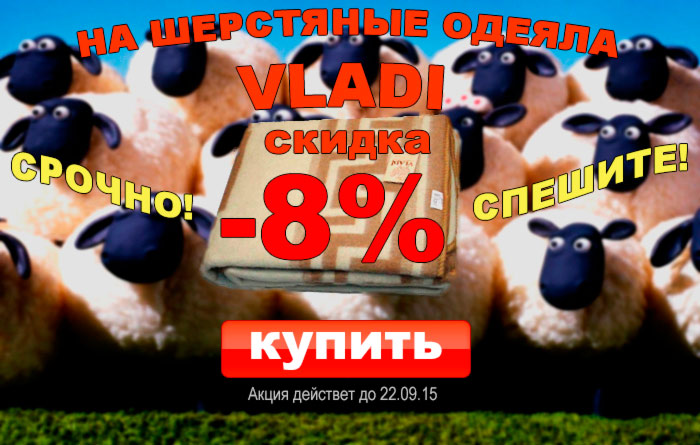 НА ШЕРСТЯНЫЕ ОДЕЯЛА
VLADI
скидка
СРОЧНО!
-8%
СПЕШИТЕ!
купить
Акция действет до 22.09.15